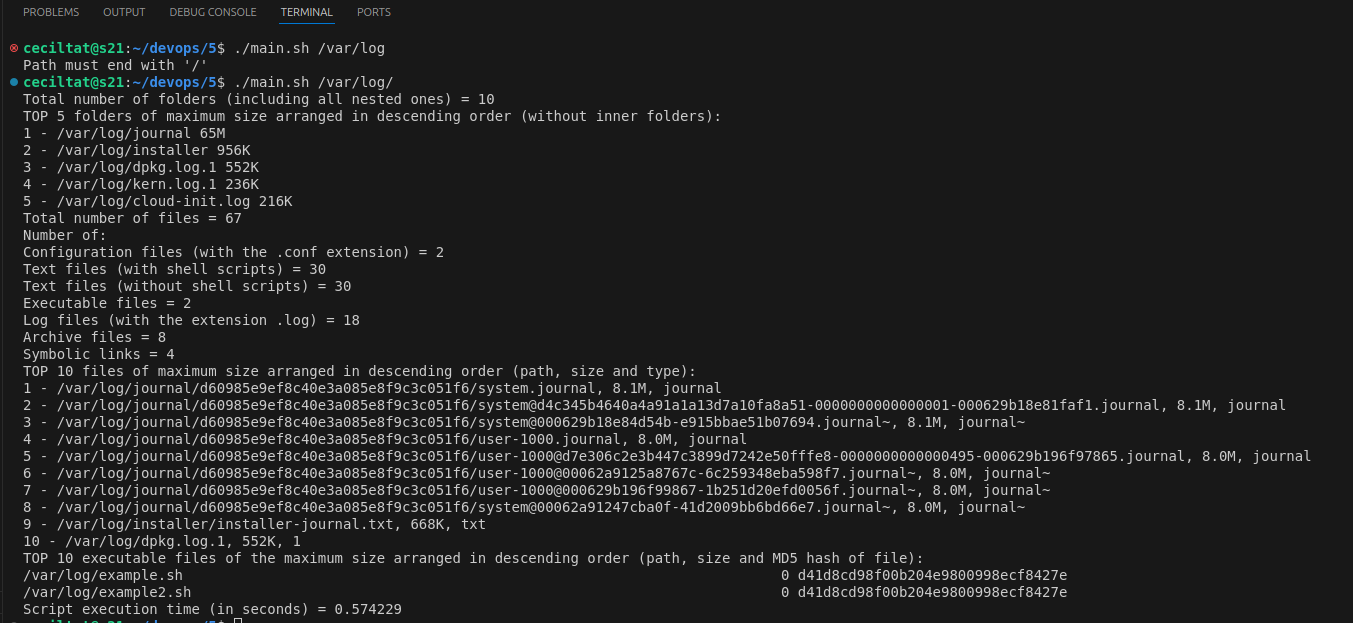 PROBLEMS OUTPUT DEBUG CONSOLE TERMINAL PORTS
ceciltat@s21:~/devops/5$ ./main.sh /var/log
Path must end with '/'
ceciltat@s21:~/devops/5$ ./main.sh /var/log/
Total number of folders (including all nested ones) = 10
TOP 5 folders of maximum size arranged in descending order (without inner folders):
1 - /var/log/journal 65M
2 - /var/log/installer 956K
3 - /var/log/dpkg.log.1 552K
4 - /var/log/kern.log.1 236K
5 - /var/log/cloud-init.log 216K
Total number of files = 67
Number of:
Configuration files (with the .conf extension) = 2
Text files (with shell scripts) = 30
Text files (without shell scripts) = 30
Executable files = 2
Log files (with the extension .log) = 18
Archive files = 8
Symbolic links = 4
TOP 10 files of maximum size arranged in descending order (path, size and type):
1 - /var/log/journal/d60985e9ef8c40e3a085e8f9c3c051f6/system.journal, 8.1M, journal
2 - /var/log/journal/d60985e9ef8c40e3a085e8f9c3c051f6/system@d4c345b4640a4a91a1a13d7a10fa8a51-0000000000000001-000629b18e81faf1.journal, 8.1M, journal
3 - /var/log/journal/d60985e9ef8c40e3a085e8f9c3c051f6/system@000629b18e84d54b-e915bbae51b07694.journal~, 8.1M, journal~
4 - /var/log/journal/d60985e9ef8c40e3a085e8f9c3c051f6/user-1000.journal, 8.0M, journal
5 - /var/log/journal/d60985e9ef8c40e3a085e8f9c3c051f6/user-1000@d7e306c2e3b447c3899d7242e50fffe8-0000000000000495-000629b196f97865.journal, 8.0M, journal
6 - /var/log/journal/d60985e9ef8c40e3a085e8f9c3c051f6/user-1000@00062a9125a8767c-6c259348eba598f7.journal~, 8.0M, journal~
7 - /var/log/journal/d60985e9ef8c40e3a085e8f9c3c051f6/user-1000@000629b196f99867-1b251d20efd0056f.journal~, 8.0M, journal~
8 - /var/log/journal/d60985e9ef8c40e3a085e8f9c3c051f6/system@00062a91247cba0f-41d2009bb6bd66e7.journal~, 8.0M, journal~
9 - /var/log/installer/installer-journal.txt, 668K, txt
10 - /var/log/dpkg.log.1, 552K, 1
TOP 10 executable files of the maximum size arranged in descending order (path, size and MD5 hash of file):
/var/log/example.sh 0 d41d8cd98f00b204e9800998ecf8427e
/var/log/example2.sh 0 d41d8cd98f00b204e9800998ecf8427e
Script execution time (in seconds) = 0.574229
ceciltat@s21:~/devops/5$